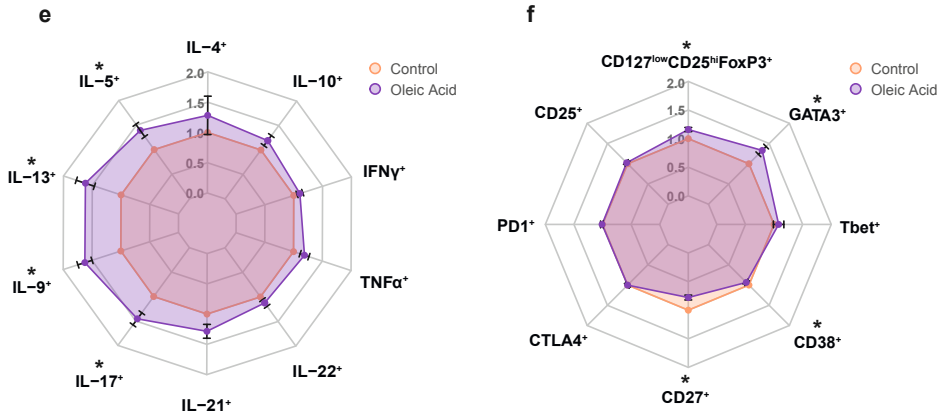 e
IL−4⁺
2.0
1.5
1.0
0.5
0.0
IL−10⁺
IFNγ⁺
TNFα⁺
IL−22⁺
IL−21⁺
*
IL−17⁺
*
IL−9⁺
*
IL−13⁺
*
IL−5⁺
Control
Oleic Acid
f
*
CD127ˡᵒʷCD25ʰⁱFoxP3⁺
2.0
1.5
1.0
0.5
0.0
*
GATA3⁺
Tbet⁺
*
CD38⁺
*
CD27⁺
CTLA4⁺
PD1⁺
CD25⁺
Control
Oleic Acid